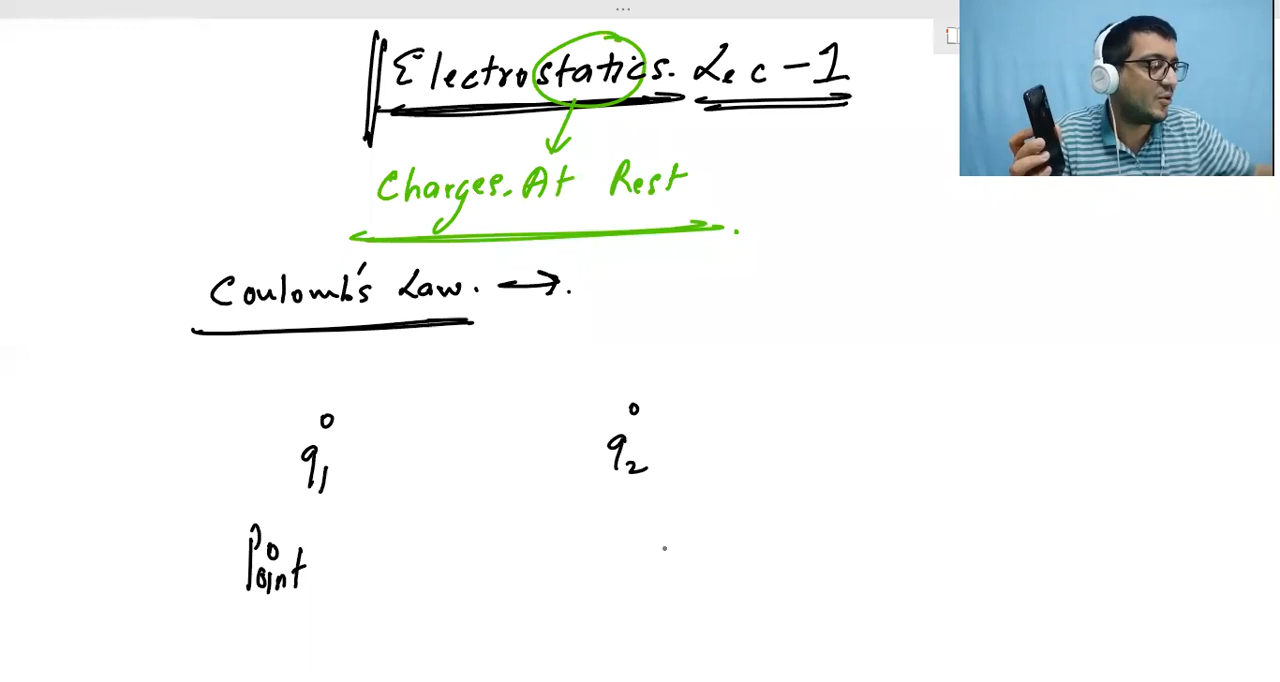 Electrostatics. Lec-1
Charges. At Rest
Coulomb's Law.
q1 q2
Point